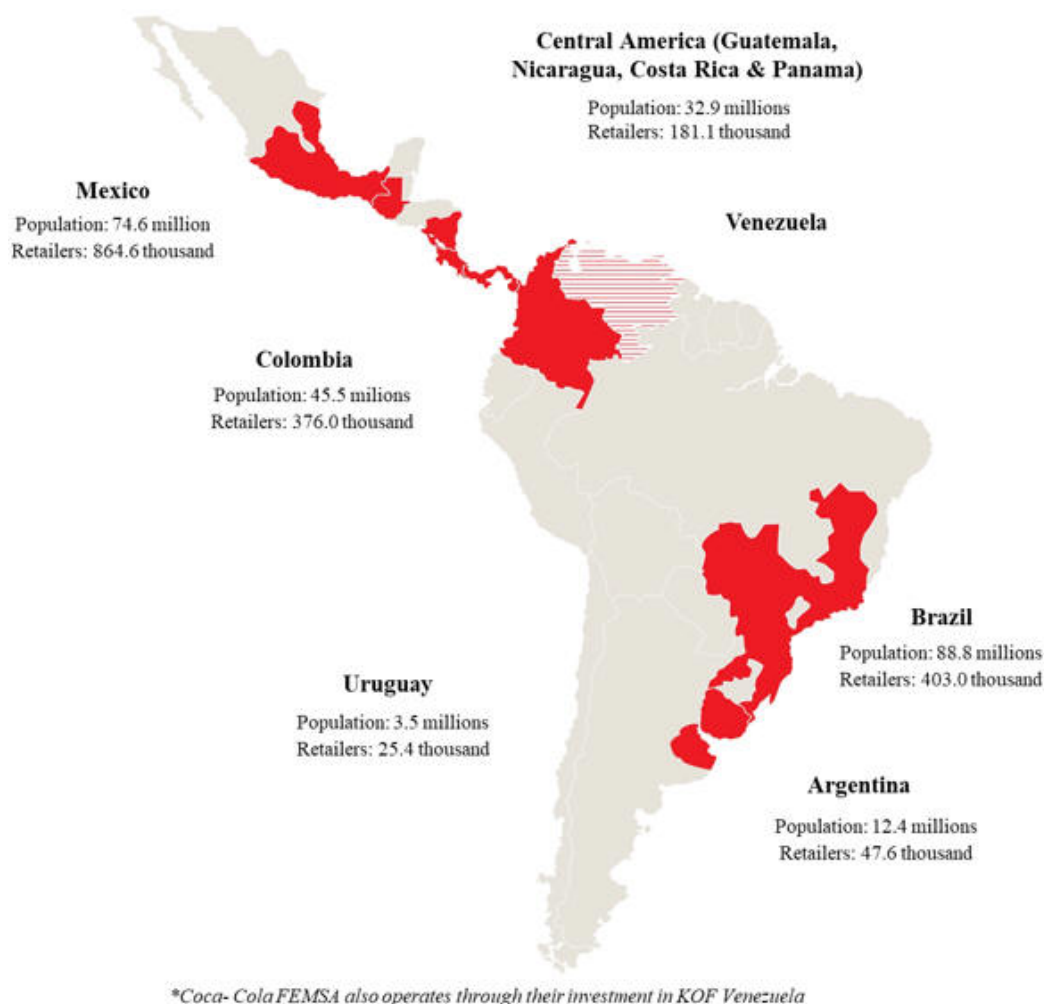 Central America (Guatemala,
Nicaragua, Costa Rica & Panama)
Population: 32.9 millions
Retailers: 181.1 thousand
Mexico
Population: 74.6 million
Retailers: 864.6 thousand
Venezuela
Colombia
Population: 45.5 milions
Retailers: 376.0 thousand
Brazil
Population: 88.8 millions
Retailers: 403.0 thousand
Uruguay
Population: 3.5 millions
Retailers: 25.4 thousand
Argentina
Population: 12.4 millions
Retailers: 47.6 thousand
*Coca- Cola FEMSA also operates through their investment in KOF Venezuela